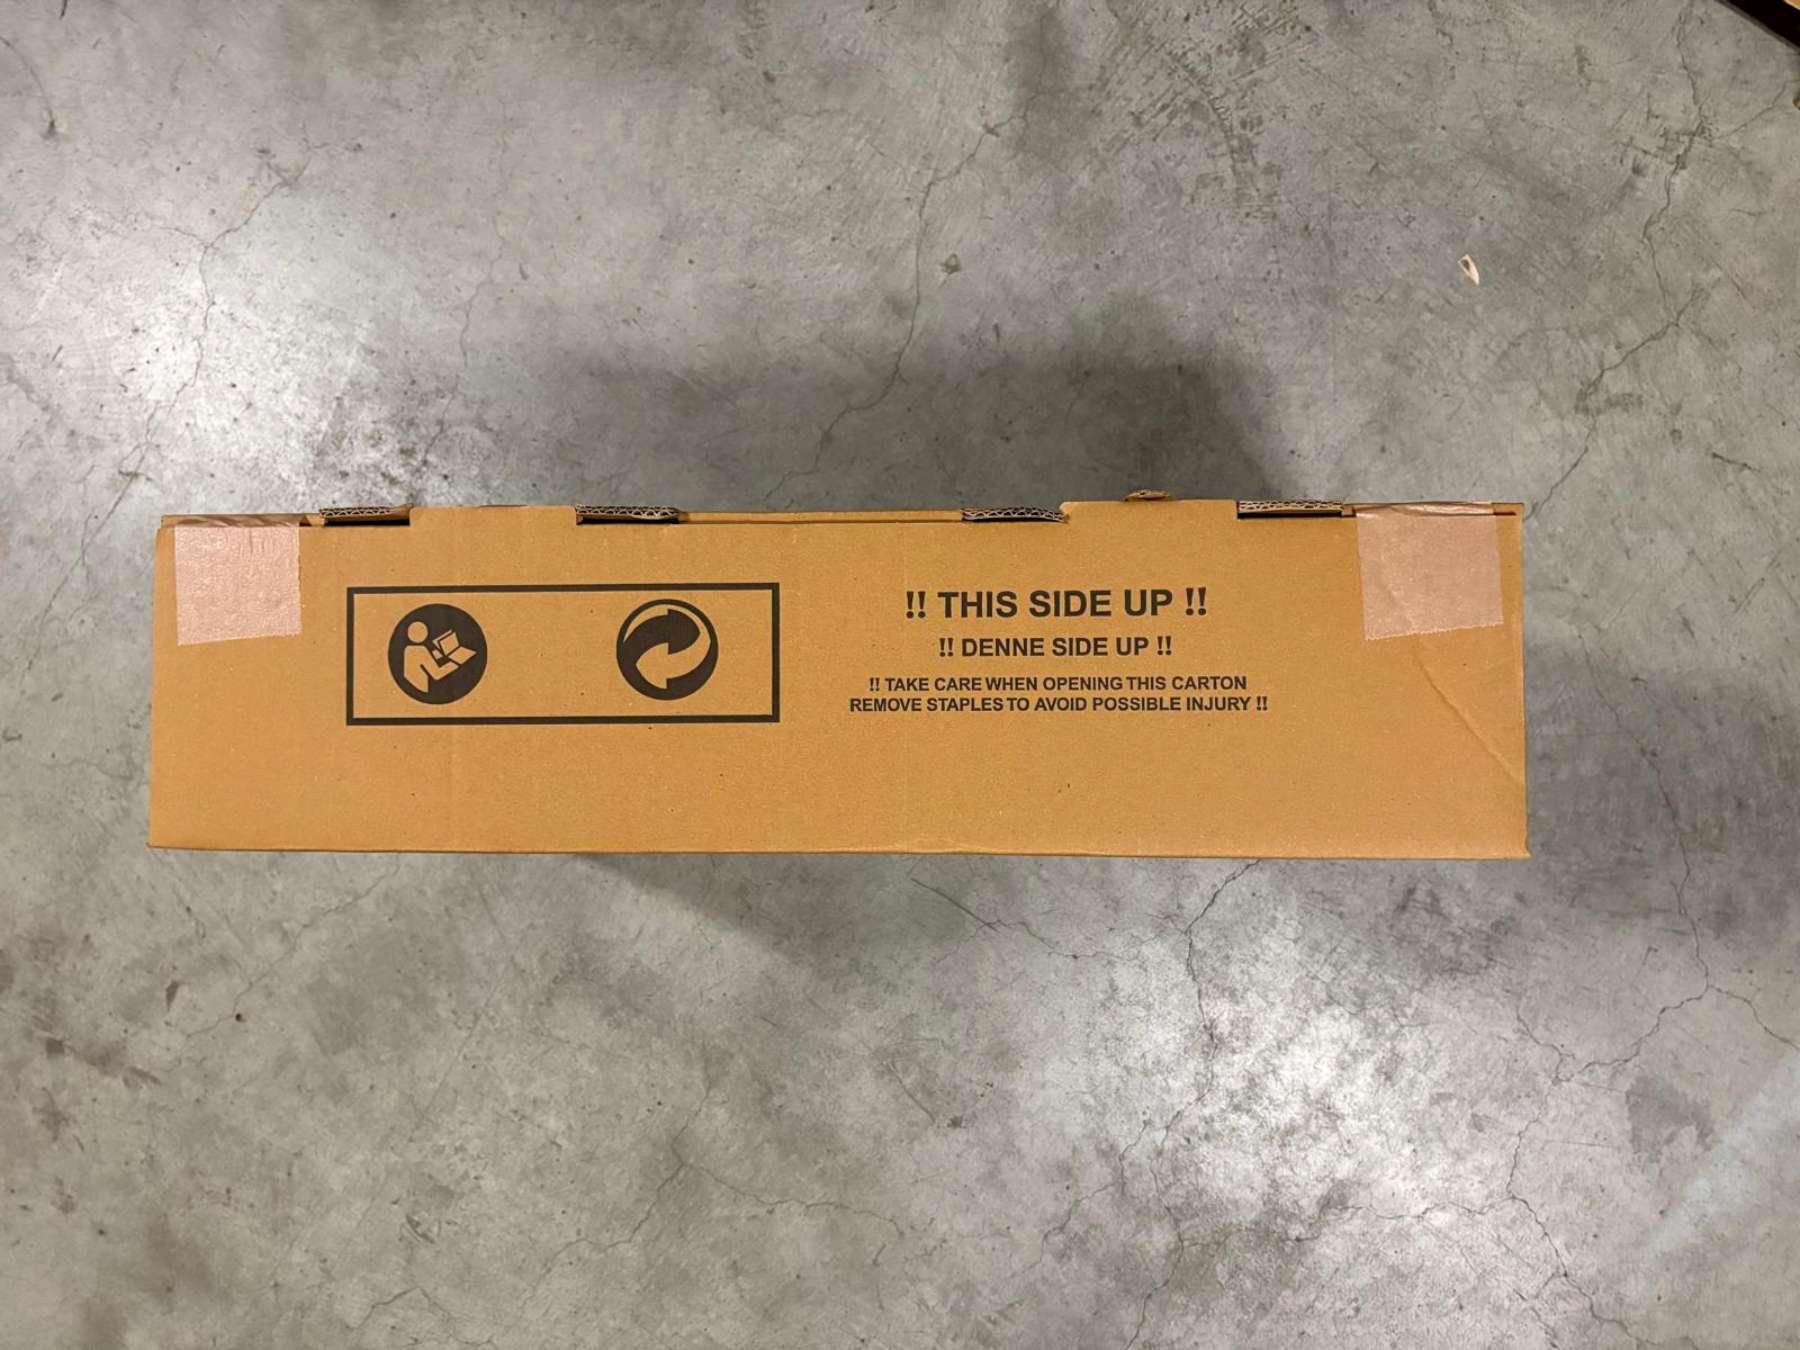 !! THIS SIDE UP !!
!! DENNE SIDE UP !!
!! TAKE CARE WHEN OPENING THIS CARTON
REMOVE STAPLES TO AVOID POSSIBLE INJURY !!